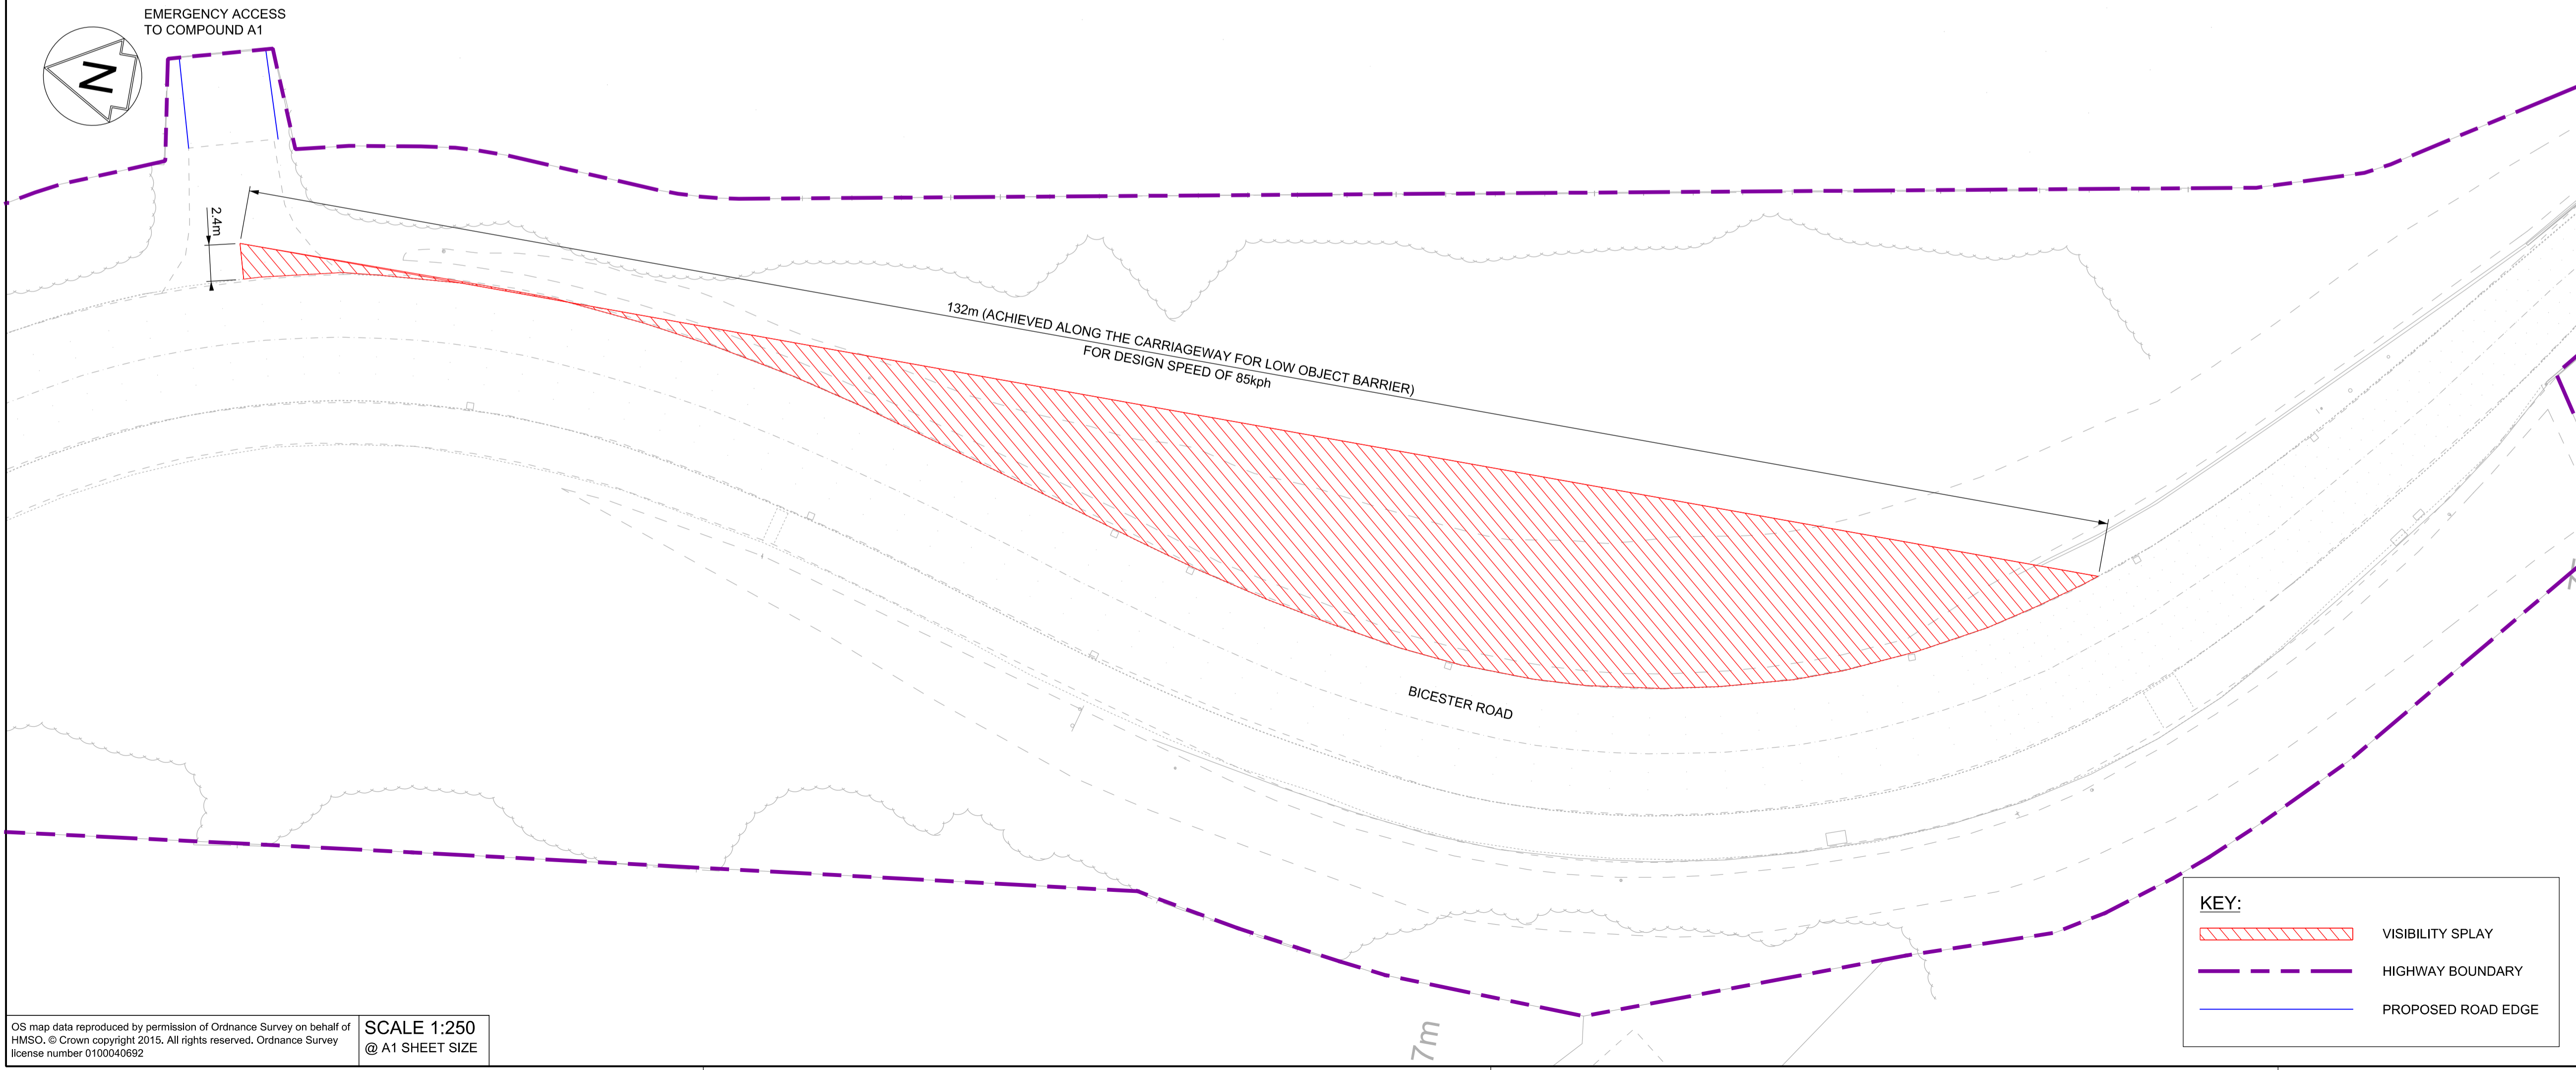 EMERGENCY ACCESS
TO COMPOUND A1
N
2.4m
132m (ACHIEVED ALONG THE CARRIAGEWAY FOR LOW OBJECT BARRIER)
FOR DESIGN SPEED OF 85kph
BICESTER ROAD
7m
KEY:
VISIBILITY SPLAY
HIGHWAY BOUNDARY
PROPOSED ROAD EDGE
OS map data reproduced by permission of Ordnance Survey on behalf of
HMSO. © Crown copyright 2015. All rights reserved. Ordnance Survey
license number 0100040692
SCALE 1:250
@ A1 SHEET SIZE